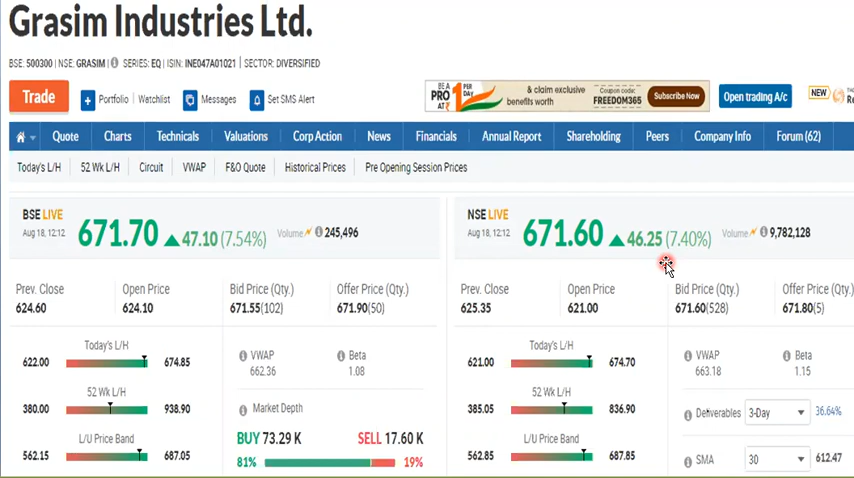 Grasim Industries Ltd.
BSE: 500300 | NSE: GRASIM | SERIES: EQ | ISIN: INE047A01021 | SECTOR: DIVERSIFIED
Trade
Portfolio | Watchlist
Messages
Set SMS Alert
BE A PRO AT ₹1 PER DAY
& claim exclusive benefits worth
Coupon code: FREEDOM365
Subscribe Now
Open trading A/c
NEW
Quote Charts Technicals Valuations Corp Action News Financials Annual Report Shareholding Peers Company Info Forum (62)
Today's L/H 52 Wk L/H Circuit VWAP F&O Quote Historical Prices Pre Opening Session Prices
BSE LIVE
Aug 18, 12:12
671.70 47.10 (7.54%)
Volume 245,496
Prev. Close Open Price Bid Price (Qty.) Offer Price (Qty.)
624.60 624.10 671.55(102) 671.90(50)
Today's L/H
622.00 674.85
52 Wk L/H
380.00 938.90
L/U Price Band
562.15 687.05
VWAP Beta
662.36 1.08
Market Depth
BUY 73.29 K SELL 17.60 K
81% 19%
NSE LIVE
Aug 18, 12:12
671.60 46.25 (7.40%)
Volume 9,782,128
Prev. Close Open Price Bid Price (Qty.) Offer Price (Qty.)
625.35 621.00 671.60(528) 671.80(5)
Today's L/H
621.00 674.70
52 Wk L/H
385.05 836.90
L/U Price Band
562.85 687.85
VWAP Beta
663.18 1.15
Deliverables 3-Day 36.64%
SMA 30 612.47